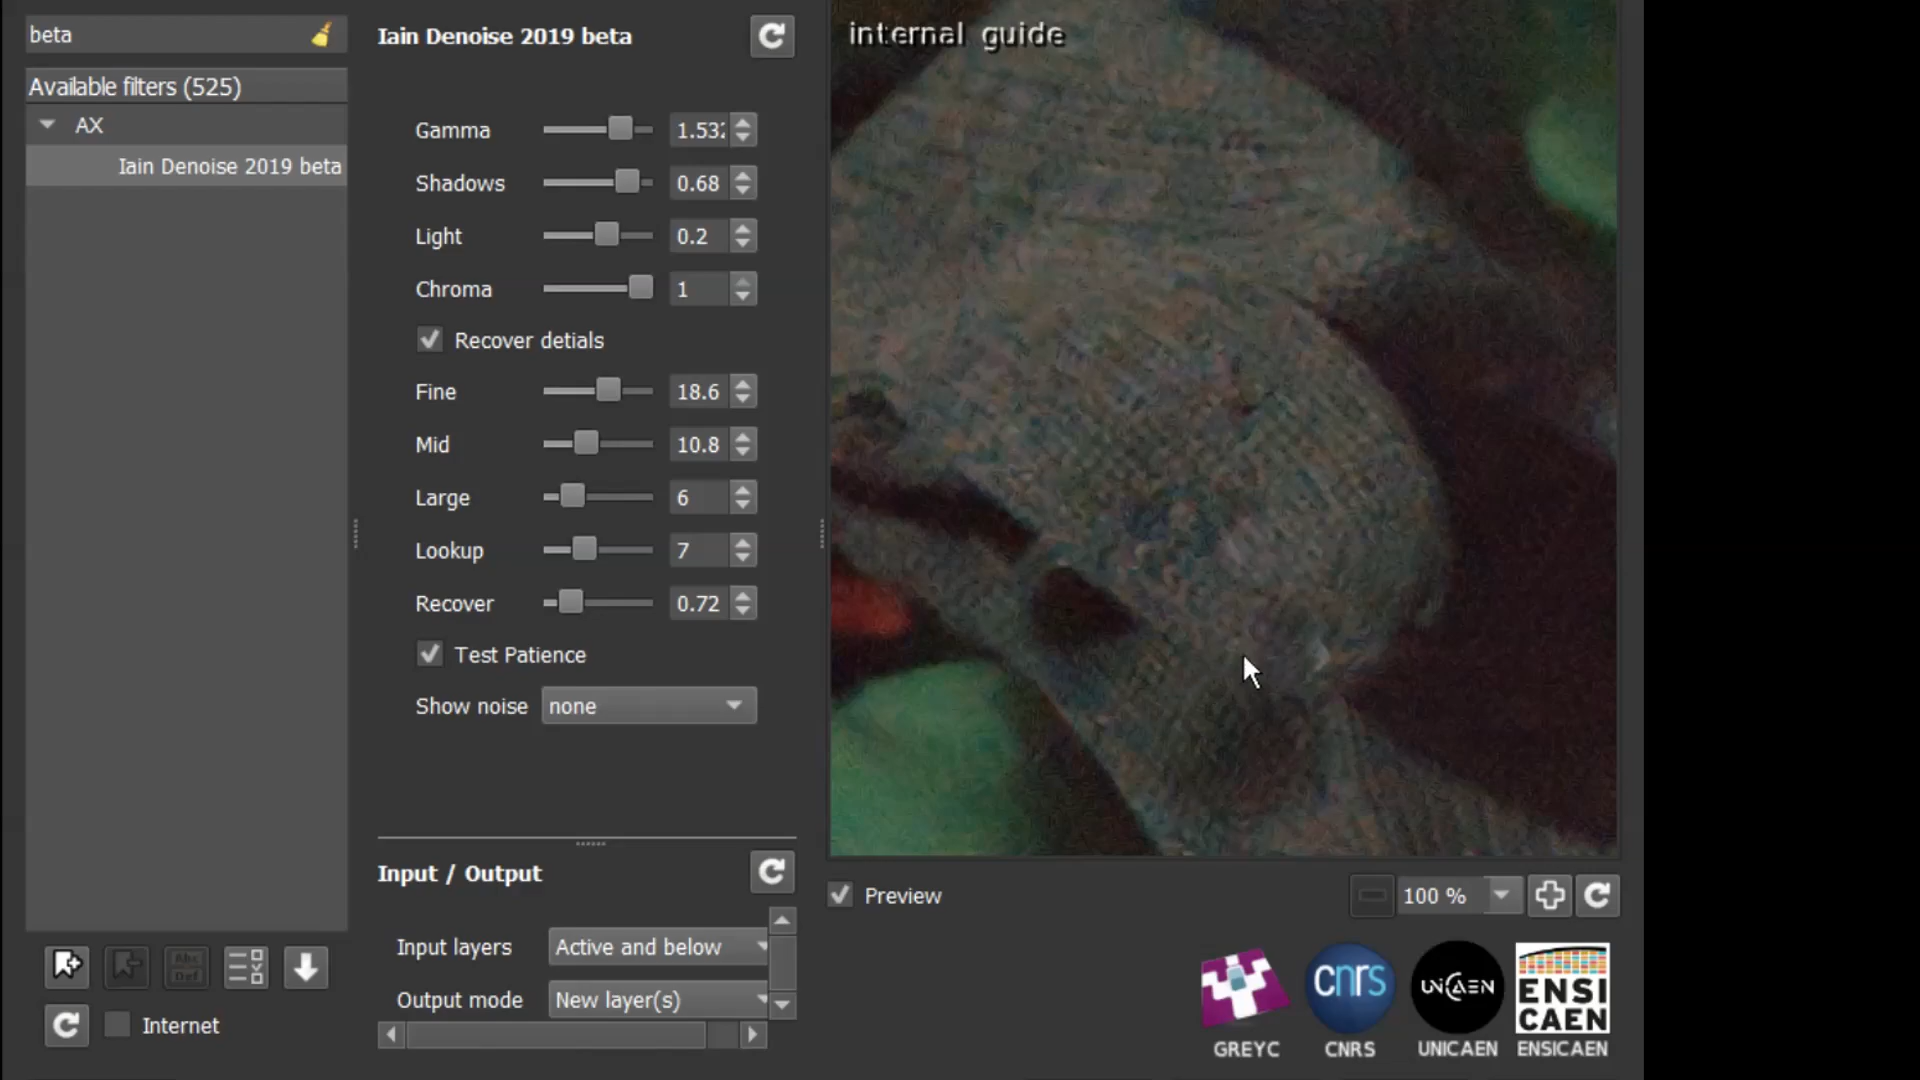 beta
Available filters (525)
AX
Iain Denoise 2019 beta
Internet
Iain Denoise 2019 beta
Gamma 1.532
Shadows 0.68
Light 0.2
Chroma 1
Recover detials
Fine 18.6
Mid 10.8
Large 6
Lookup 7
Recover 0.72
Test Patience
Show noise none
Input / Output
Input layers Active and below
Output mode New layer(s)
internal guide
Preview
100 %
cnrs
UNICAEN
ENSI
CAEN
GREYC CNRS UNICAEN ENSICAEN